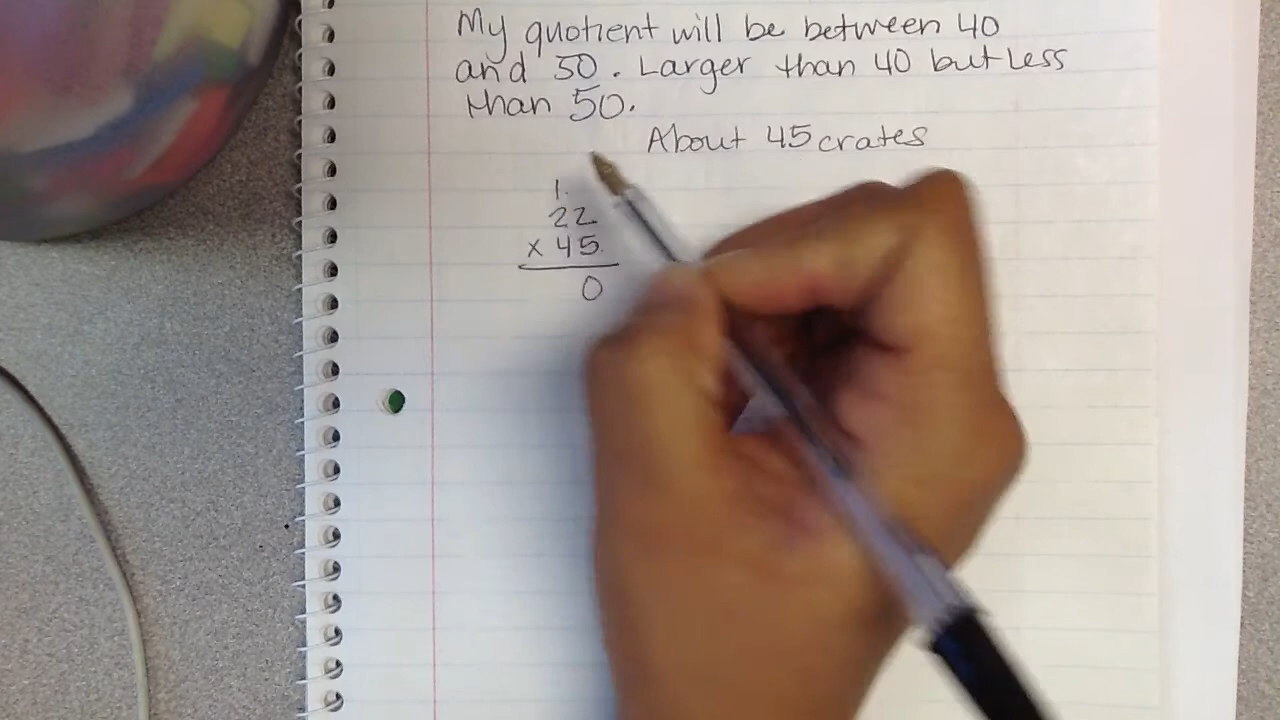 My quotient will be between 40
and 50. Larger than 40 but less
than 50.
About 45 crates
1
22
x 45
0